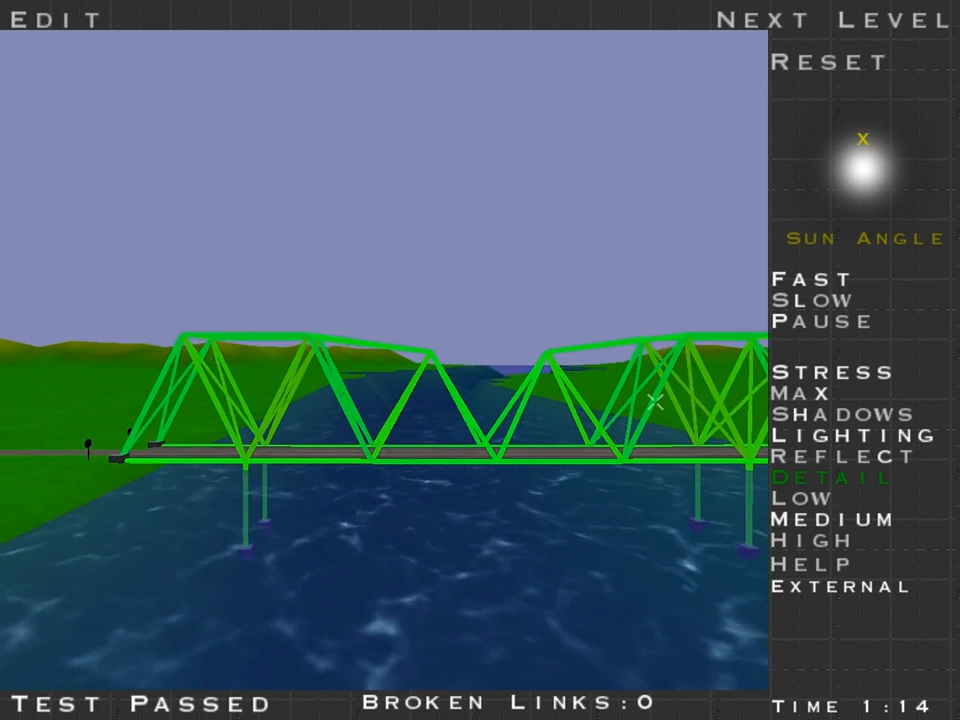 EDIT
NEXT LEVEL
RESET
X
SUN ANGLE
FAST
SLOW
PAUSE
STRESS
MAX
SHADOWS
LIGHTING
REFLECT
DETAIL
LOW
MEDIUM
HIGH
HELP
EXTERNAL
TEST PASSED
BROKEN LINKS:0
TIME 1:14